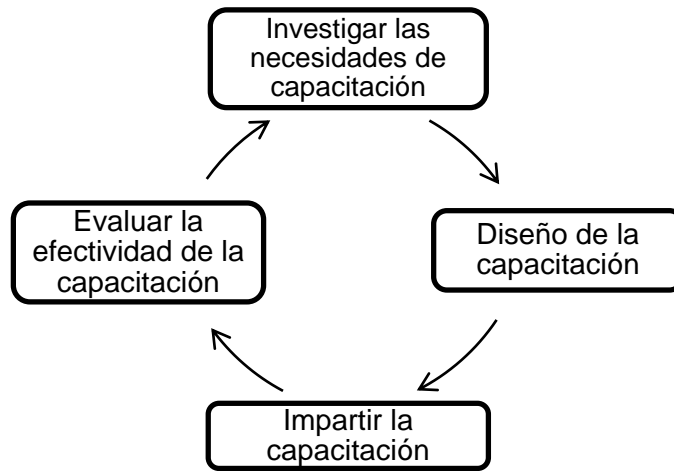 Investigar las
necesidades de
capacitación
Diseño de la
capacitación
Impartir la
capacitación
Evaluar la
efectividad de la
capacitación